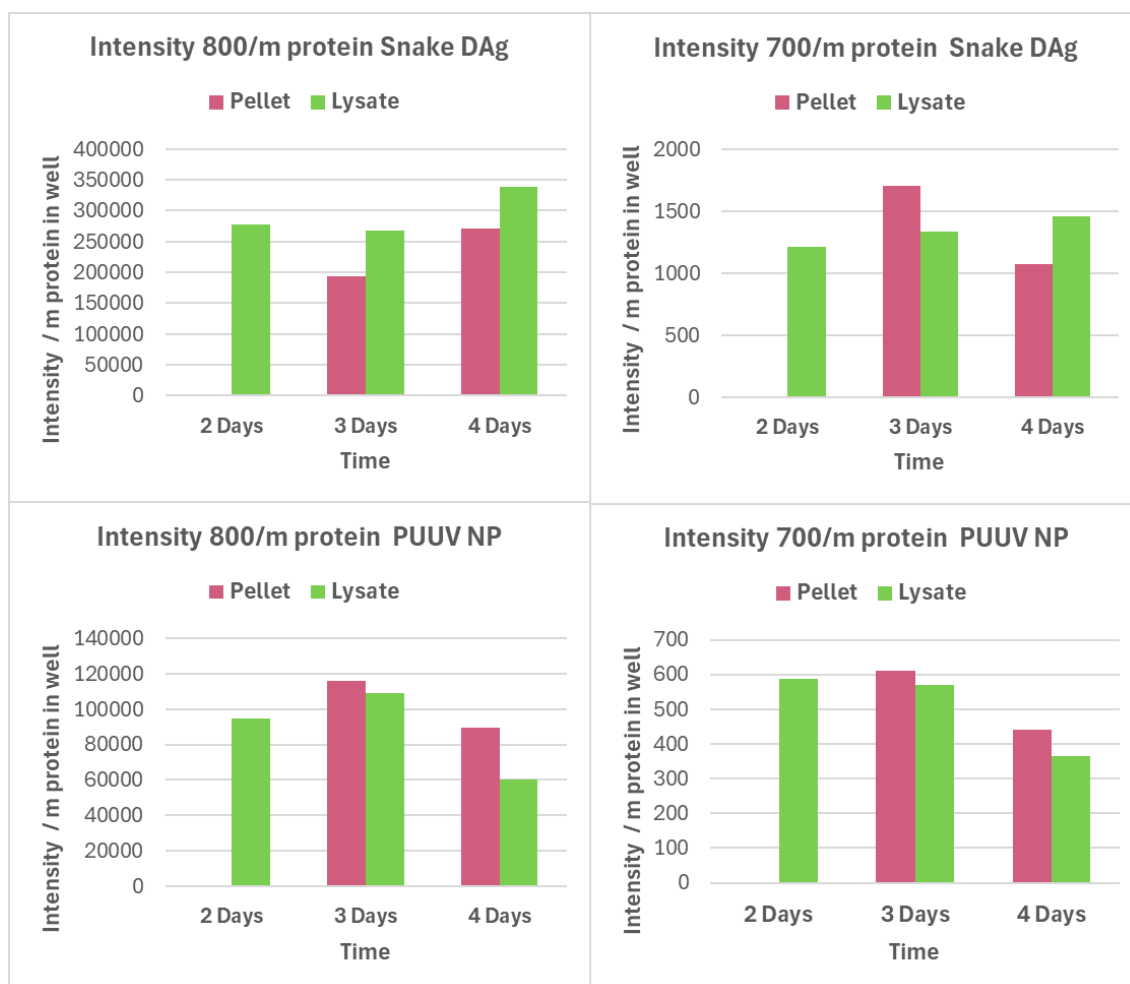 Intensity 800/m protein Snake DAg
Pellet Lysate
Intensity / m protein in well
400000
350000
300000
250000
200000
150000
100000
50000
0
2 Days 3 Days 4 Days
Time
Intensity 700/m protein Snake DAg
Pellet Lysate
Intensity / m protein in well
2000
1500
1000
500
0
2 Days 3 Days 4 Days
Time
Intensity 800/m protein PUUV NP
Pellet Lysate
Intensity / m protein in well
140000
120000
100000
80000
60000
40000
20000
0
2 Days 3 Days 4 Days
Time
Intensity 700/m protein PUUV NP
Pellet Lysate
Intensity / m protein in well
700
600
500
400
300
200
100
0
2 Days 3 Days 4 Days
Time